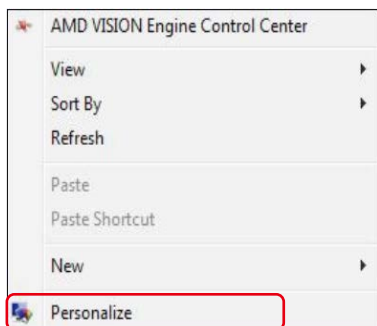 AMD VISION Engine Control Center
View
Sort By
Refresh
Paste
Paste Shortcut
New
Personalize